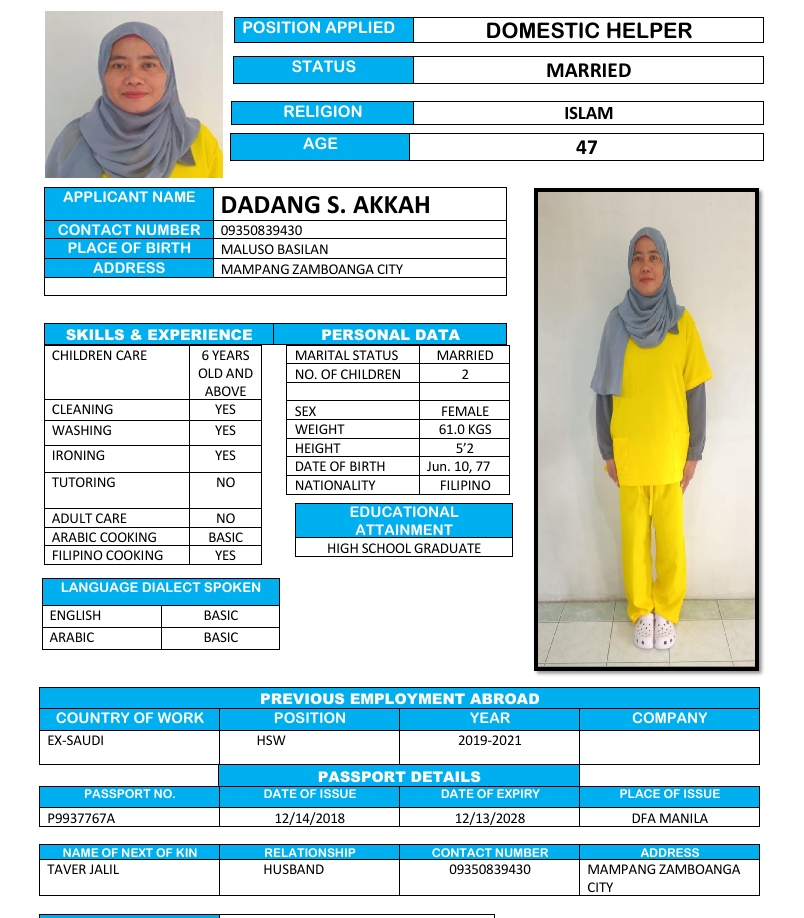 POSITION APPLIED DOMESTIC HELPER
STATUS MARRIED
RELIGION ISLAM
AGE 47
APPLICANT NAME DADANG S. AKKAH
CONTACT NUMBER 09350839430
PLACE OF BIRTH MALUSO BASILAN
ADDRESS MAMPANG ZAMBOANGA CITY
SKILLS & EXPERIENCE
CHILDREN CARE 6 YEARS
OLD AND
ABOVE
CLEANING YES
WASHING YES
IRONING YES
TUTORING NO
ADULT CARE NO
ARABIC COOKING BASIC
FILIPINO COOKING YES
PERSONAL DATA
MARITAL STATUS MARRIED
NO. OF CHILDREN 2
SEX FEMALE
WEIGHT 61.0 KGS
HEIGHT 5’2
DATE OF BIRTH Jun. 10, 77
NATIONALITY FILIPINO
EDUCATIONAL
ATTAINMENT
HIGH SCHOOL GRADUATE
LANGUAGE DIALECT SPOKEN
ENGLISH BASIC
ARABIC BASIC
PREVIOUS EMPLOYMENT ABROAD
COUNTRY OF WORK POSITION YEAR COMPANY
EX-SAUDI HSW 2019-2021
PASSPORT DETAILS
PASSPORT NO. DATE OF ISSUE DATE OF EXPIRY PLACE OF ISSUE
P9937767A 12/14/2018 12/13/2028 DFA MANILA
NAME OF NEXT OF KIN RELATIONSHIP CONTACT NUMBER ADDRESS
TAVER JALIL HUSBAND 09350839430 MAMPANG ZAMBOANGA
CITY